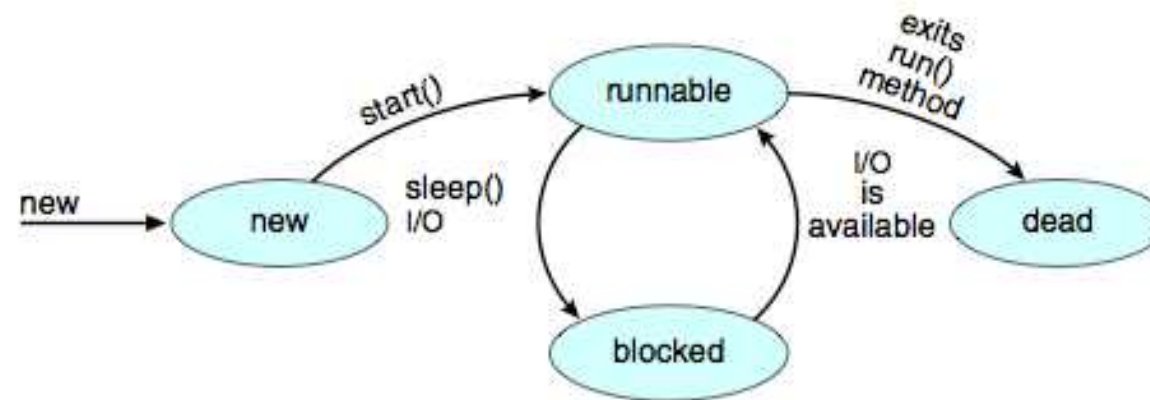 new
new
start()
sleep()
I/O
runnable
blocked
exits
run()
method
I/O
is
available
dead